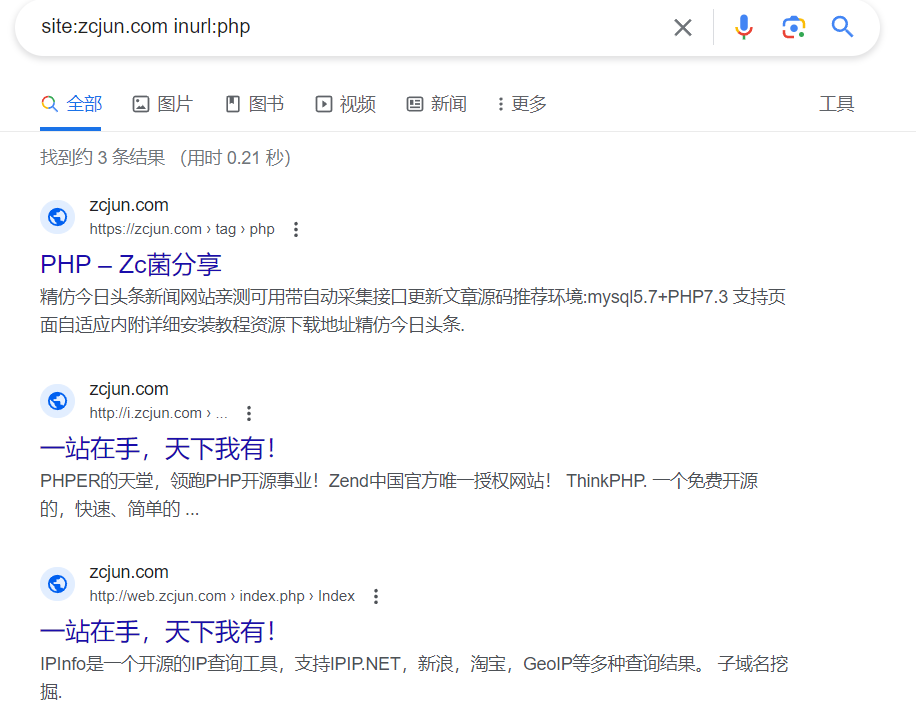 site:zcjun.com inurl:php
全部 图片 图书 视频 新闻 更多 工具
找到约 3 条结果 （用时 0.21 秒）
zcjun.com
https://zcjun.com › tag › php
PHP – Zc菌分享
精仿今日头条新闻网站亲测可用带自动采集接口更新文章源码推荐环境:mysql5.7+PHP7.3 支持页
面自适应内附详细安装教程资源下载地址精仿今日头条.
zcjun.com
http://i.zcjun.com › ...
一站在手，天下我有！
PHPER的天堂，领跑PHP开源事业！Zend中国官方唯一授权网站！ ThinkPHP. 一个免费开源
的，快速、简单的 ...
zcjun.com
http://web.zcjun.com › index.php › Index
一站在手，天下我有！
IPInfo是一个开源的IP查询工具，支持IPIP.NET，新浪，淘宝，GeoIP等多种查询结果。 子域名挖
掘.